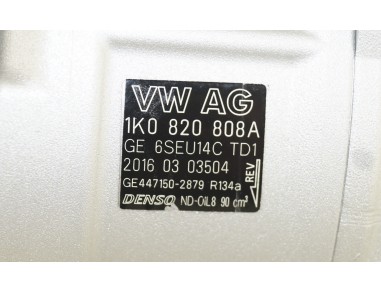 VW AG
1K0 820 808A
GE 6SEU14C TD1
2016 03 03504
GE447150-2879 R134a
DENSO ND-OiL8 90 cm³
REV